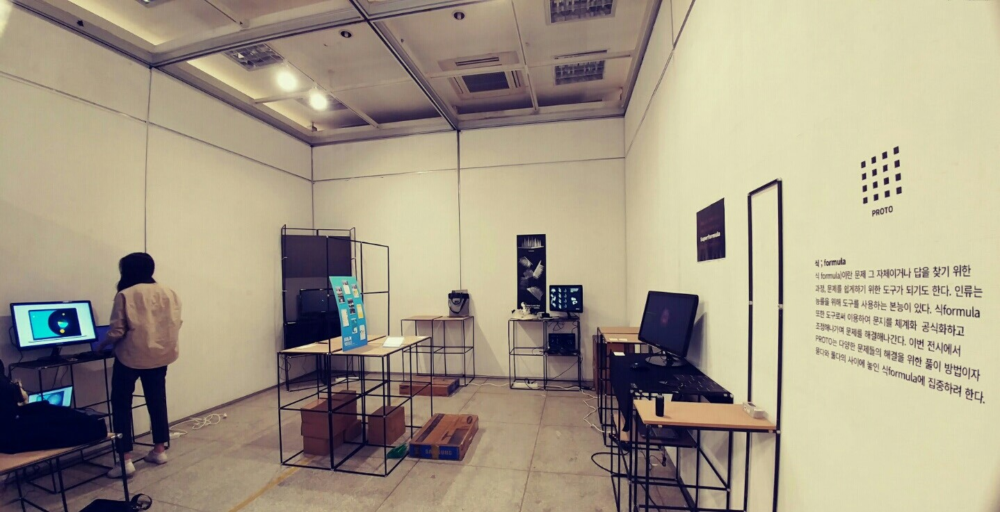 PROTO
식 ; formula
식 formula)이란 문제 그 자체이거나 답을 찾기 위한
과정, 문제를 쉽게하기 위한 도구가 되기도 한다. 인류는
능률을 위해 도구를 사용하는 본능이 있다. 식formula
또한 도구로써 이용하여 문지를 체계화 공식화하고
조정해나가며 문제를 해결해나간다. 이번 전시에서
PROTO는 다양한 문제들의 해결을 위한 풀이 방법이자
묻다와 풀다의 사이에 놓인 식formula에 집중하려 한다.
Superformula
SAMSUNG